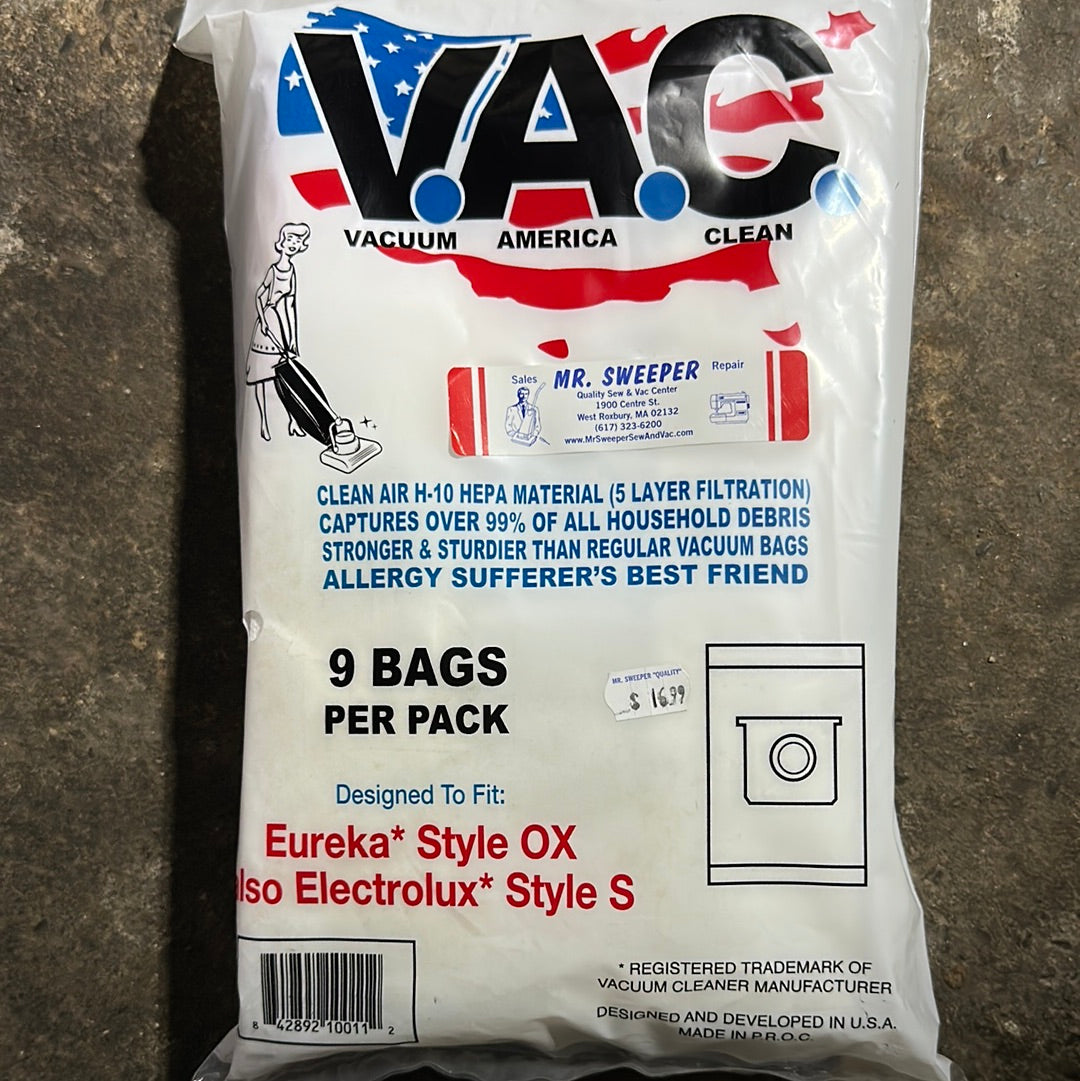 V.A.C.
VACUUM AMERICA CLEAN
Sales MR. SWEEPER Repair
Quality Sew & Vac Center
1900 Centre St.
West Roxbury, MA 02132
(617) 323-6200
www.MrSweeperSewAndVac.com
CLEAN AIR H-10 HEPA MATERIAL (5 LAYER FILTRATION)
CAPTURES OVER 99% OF ALL HOUSEHOLD DEBRIS
STRONGER & STURDIER THAN REGULAR VACUUM BAGS
ALLERGY SUFFERER'S BEST FRIEND
9 BAGS
PER PACK
MR. SWEEPER "QUALITY"
$ 16.99
Designed To Fit:
Eureka* Style OX
also Electrolux* Style S
8 42892 10011 2
* REGISTERED TRADEMARK OF
VACUUM CLEANER MANUFACTURER
DESIGNED AND DEVELOPED IN U.S.A.
MADE IN P.R.O.C.